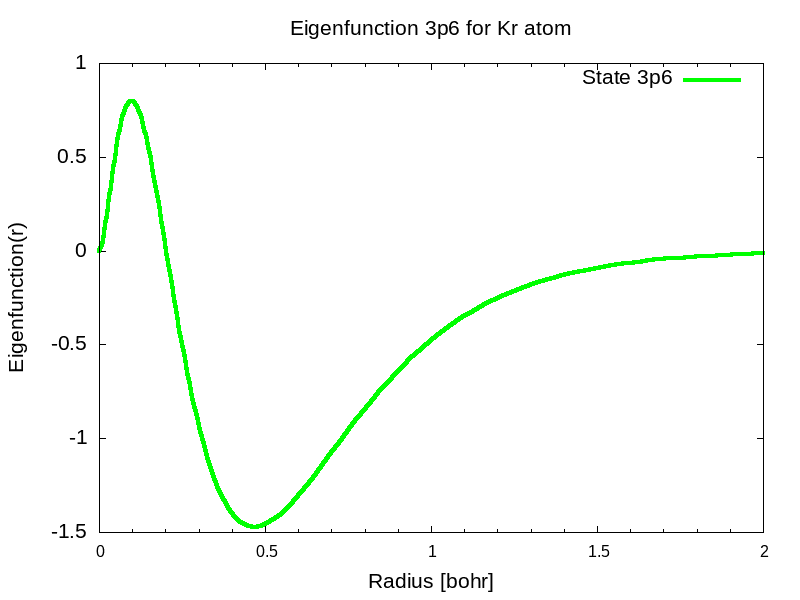 Eigenfunction 3p6 for Kr atom
State 3p6
1
0.5
0
-0.5
-1
-1.5
Eigenfunction(r)
0 0.5 1 1.5 2
Radius [bohr]